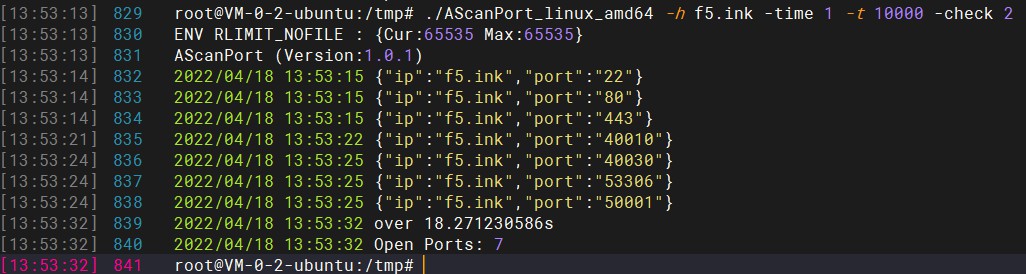 [13:53:13] 829 root@VM-0-2-ubuntu:/tmp# ./AScanPort_linux_amd64 -h f5.ink -time 1 -t 10000 -check 2
[13:53:13] 830 ENV RLIMIT_NOFILE : {Cur:65535 Max:65535}
[13:53:13] 831 AScanPort (Version:1.0.1)
[13:53:14] 832 2022/04/18 13:53:15 {"ip":"f5.ink","port":"22"}
[13:53:14] 833 2022/04/18 13:53:15 {"ip":"f5.ink","port":"80"}
[13:53:14] 834 2022/04/18 13:53:15 {"ip":"f5.ink","port":"443"}
[13:53:21] 835 2022/04/18 13:53:22 {"ip":"f5.ink","port":"40010"}
[13:53:24] 836 2022/04/18 13:53:25 {"ip":"f5.ink","port":"40030"}
[13:53:24] 837 2022/04/18 13:53:25 {"ip":"f5.ink","port":"53306"}
[13:53:24] 838 2022/04/18 13:53:25 {"ip":"f5.ink","port":"50001"}
[13:53:32] 839 2022/04/18 13:53:32 over 18.271230586s
[13:53:32] 840 2022/04/18 13:53:32 Open Ports: 7
[13:53:32] 841 root@VM-0-2-ubuntu:/tmp#